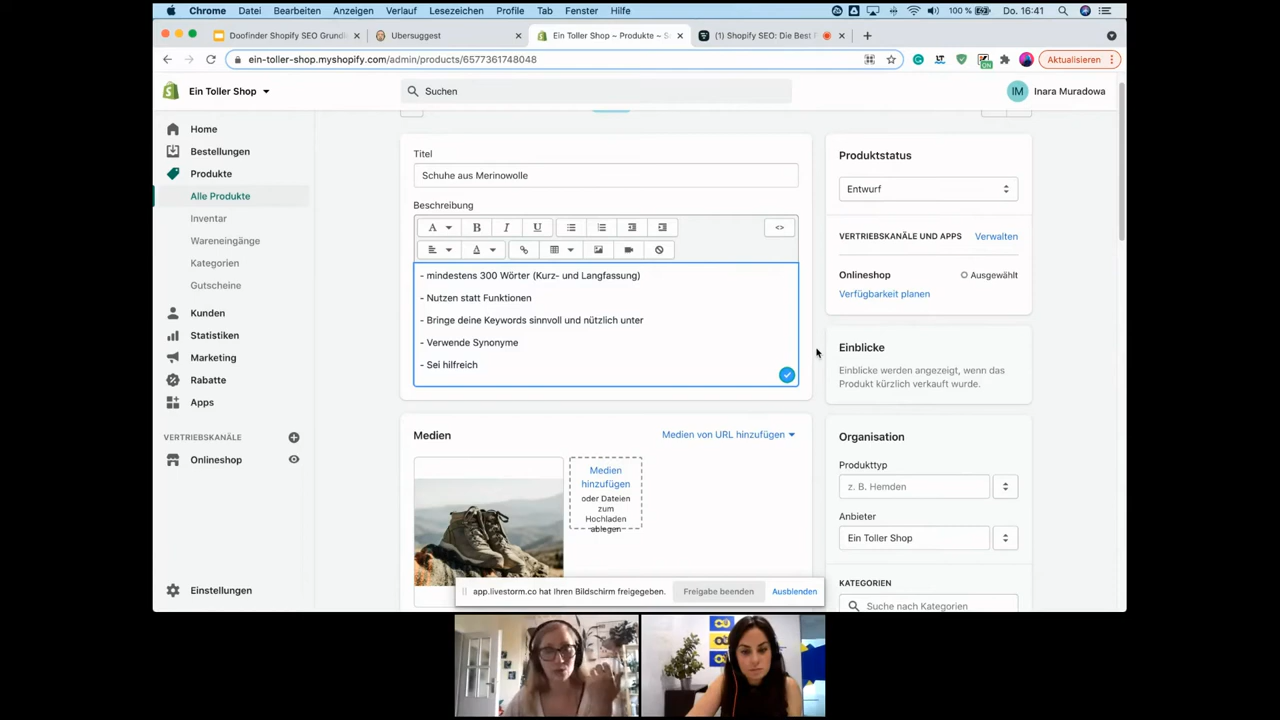 Chrome Datei Bearbeiten Anzeigen Verlauf Lesezeichen Profile Tab Fenster Hilfe 100 % Do. 16:41
Doofinder Shopify SEO Grundl
Ubersuggest
Ein Toller Shop ~ Produkte ~ S
(1) Shopify SEO: Die Best P
ein-toller-shop.myshopify.com/admin/products/6577361748048
LT
ON
Aktualisieren
Ein Toller Shop
Suchen
IM
Inara Muradowa
Home
Bestellungen
Produkte
Alle Produkte
Inventar
Wareneingänge
Kategorien
Gutscheine
Kunden
Statistiken
Marketing
Rabatte
Apps
VERTRIEBSKANÄLE
Onlineshop
Einstellungen
Titel
Schuhe aus Merinowolle
Beschreibung
A B I U <>
A
- mindestens 300 Wörter (Kurz- und Langfassung)
- Nutzen statt Funktionen
- Bringe deine Keywords sinnvoll und nützlich unter
- Verwende Synonyme
- Sei hilfreich
Medien
Medien von URL hinzufügen
Medien
hinzufügen
oder Dateien
zum
Hochladen
ablegen
Produktstatus
Entwurf
VERTRIEBSKANÄLE UND APPS
Verwalten
Onlineshop
Ausgewählt
Verfügbarkeit planen
Einblicke
Einblicke werden angezeigt, wenn das
Produkt kürzlich verkauft wurde.
Organisation
Produkttyp
z. B. Hemden
Anbieter
Ein Toller Shop
KATEGORIEN
Suche nach Kategorien
app.livestorm.co hat Ihren Bildschirm freigegeben.
Freigabe beenden
Ausblenden